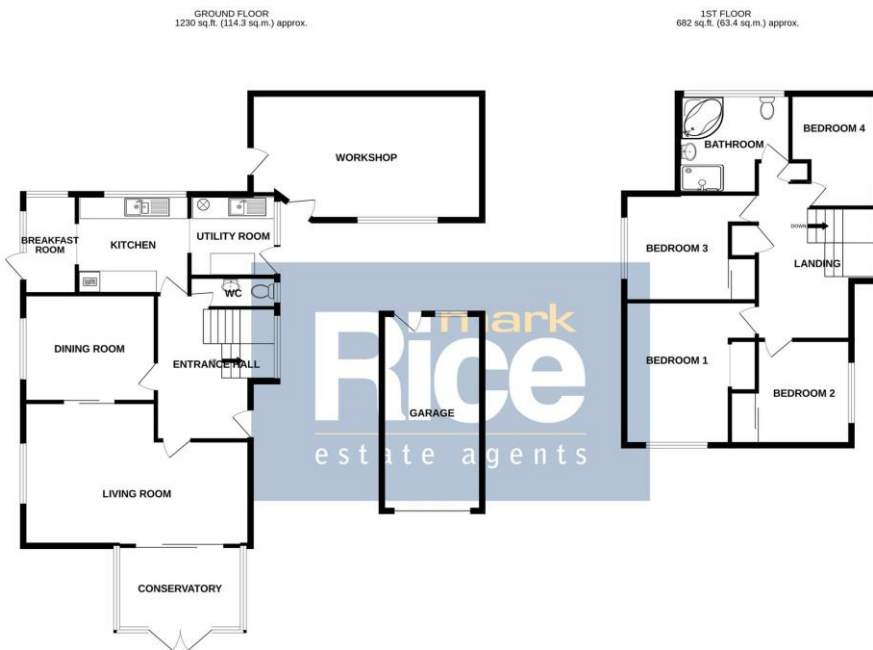 GROUND FLOOR
1230 sq.ft. (114.3 sq.m.) approx.
1ST FLOOR
682 sq.ft. (63.4 sq.m.) approx.
WORKSHOP
BREAKFAST
ROOM
KITCHEN
UTILITY ROOM
WC
DINING ROOM
ENTRANCE HALL
LIVING ROOM
CONSERVATORY
GARAGE
mark
Rice
estate agents
BATHROOM
BEDROOM 4
BEDROOM 3
DOWN
LANDING
BEDROOM 1
BEDROOM 2